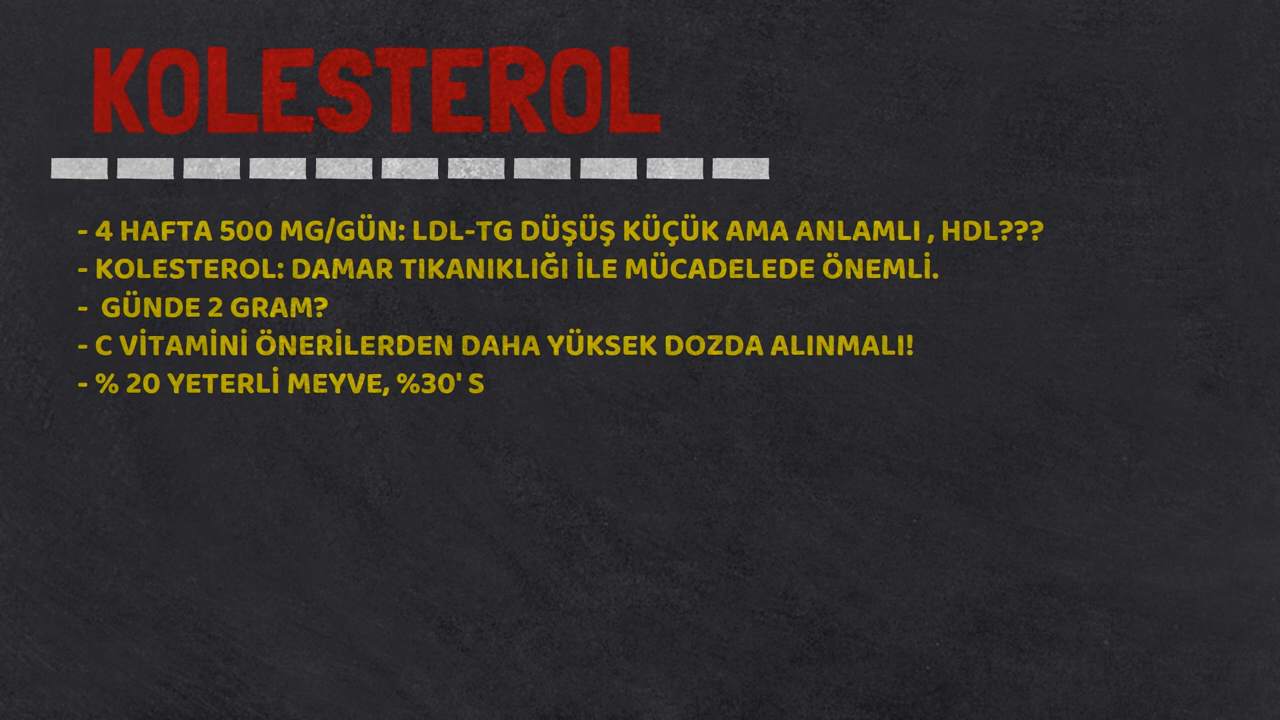 KOLESTEROL
- 4 HAFTA 500 MG/GÜN: LDL-TG DÜŞÜŞ KÜÇÜK AMA ANLAMLI , HDL???
- KOLESTEROL: DAMAR TIKANIKLIĞI İLE MÜCADELEDE ÖNEMLİ.
- GÜNDE 2 GRAM?
- C VİTAMİNİ ÖNERİLERDEN DAHA YÜKSEK DOZDA ALINMALI!
- % 20 YETERLİ MEYVE, %30' S